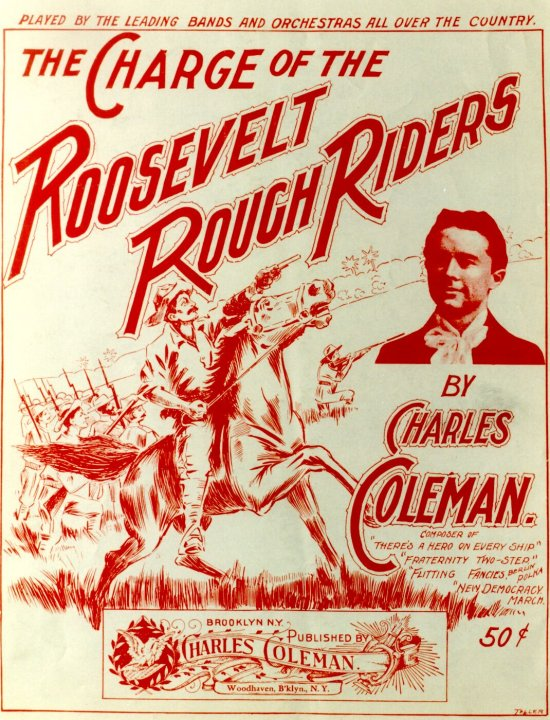 PLAYED BY THE LEADING BANDS AND ORCHESTRAS ALL OVER THE COUNTRY.
THE CHARGE OF THE
ROOSEVELT
ROUGH RIDERS
BY
CHARLES
COLEMAN.
COMPOSER OF
"THERE'S A HERO ON EVERY SHIP"
"FRATERNITY TWO-STEP"
"FLITTING FANCIES, BERLIN POLKA
"NEW DEMOCRACY
MARCH.
50¢
BROOKLYN N.Y.
PUBLISHED BY
CHARLES COLEMAN.
Woodhaven, B'klyn., N. Y.